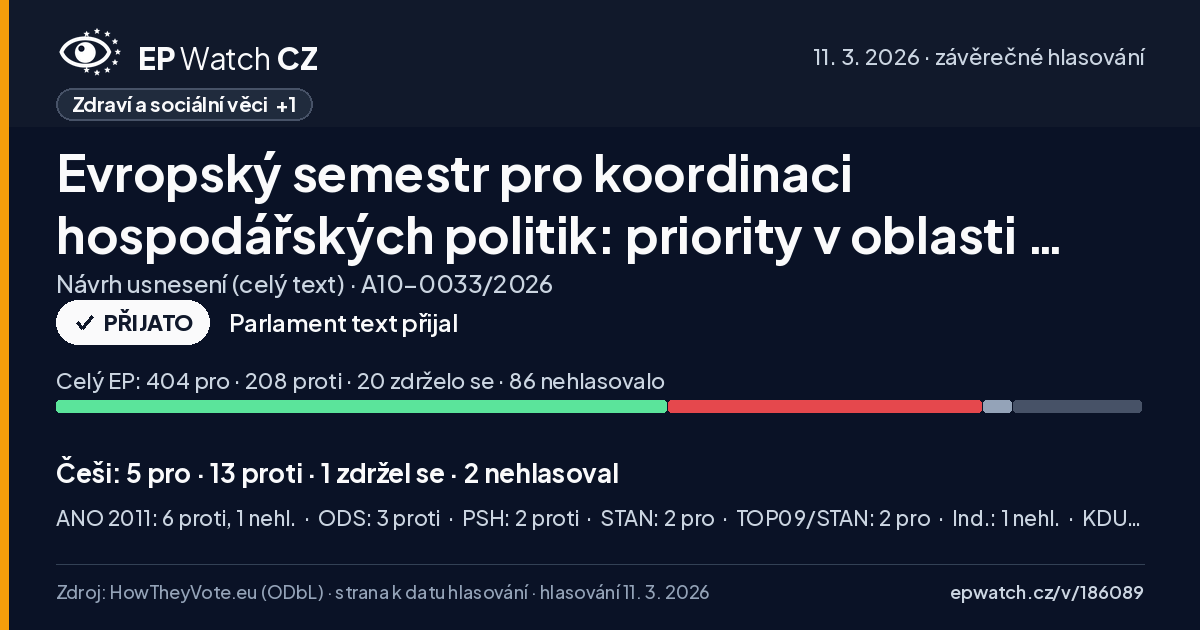 EP Watch CZ
11. 3. 2026 · závěrečné hlasování
Zdraví a sociální věci +1
Evropský semestr pro koordinaci
hospodářských politik: priority v oblasti …
Návrh usnesení (celý text) · A10-0033/2026
✓ PŘIJATO Parlament text přijal
Celý EP: 404 pro · 208 proti · 20 zdrželo se · 86 nehlasovalo
Češi: 5 pro · 13 proti · 1 zdržel se · 2 nehlasoval
ANO 2011: 6 proti, 1 nehl. · ODS: 3 proti · PSH: 2 proti · STAN: 2 pro · TOP09/STAN: 2 pro · Ind.: 1 nehl. · KDU…
Zdroj: HowTheyVote.eu (ODbL) · strana k datu hlasování · hlasování 11. 3. 2026
epwatch.cz/v/186089